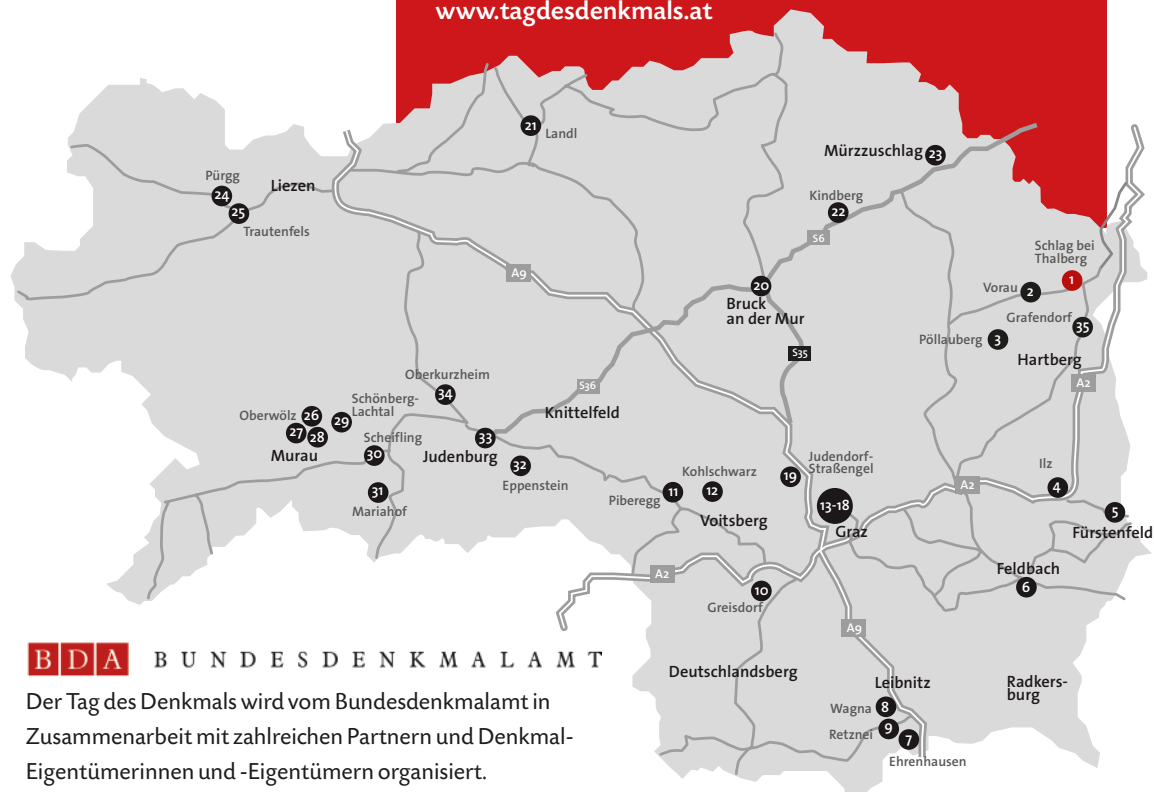 www.tagdesdenkmals.at
21
Landl
Mürzzuschlag
23
Pürgg
24
Liezen
25
Trautenfels
Kindberg
22
S6
Schlag bei
Thalberg
1
A9
Vorau
2
20
Bruck
an der Mur
Grafendorf
35
Pöllauberg
3
Hartberg
S35
A2
Oberkurzheim
34
S36
Knittelfeld
Schönberg-
Lachtal
29
Oberwölz
26
27
28
Murau
Scheifling
30
33
Judenburg
32
Eppenstein
31
Mariahof
Judendorf-
Straßengel
19
Kohlschwarz
12
Piberegg
11
Voitsberg
13-18
Graz
A2
Ilz
4
5
Fürstenfeld
Feldbach
6
A2
10
Greisdorf
A9
Deutschlandsberg
Leibnitz
Radkers-
burg
Wagna
8
Retznei
9
7
Ehrenhausen
BDA BUNDESDENKMALAMT
Der Tag des Denkmals wird vom Bundesdenkmalamt in
Zusammenarbeit mit zahlreichen Partnern und Denkmal-
Eigentümerinnen und -Eigentümern organisiert.